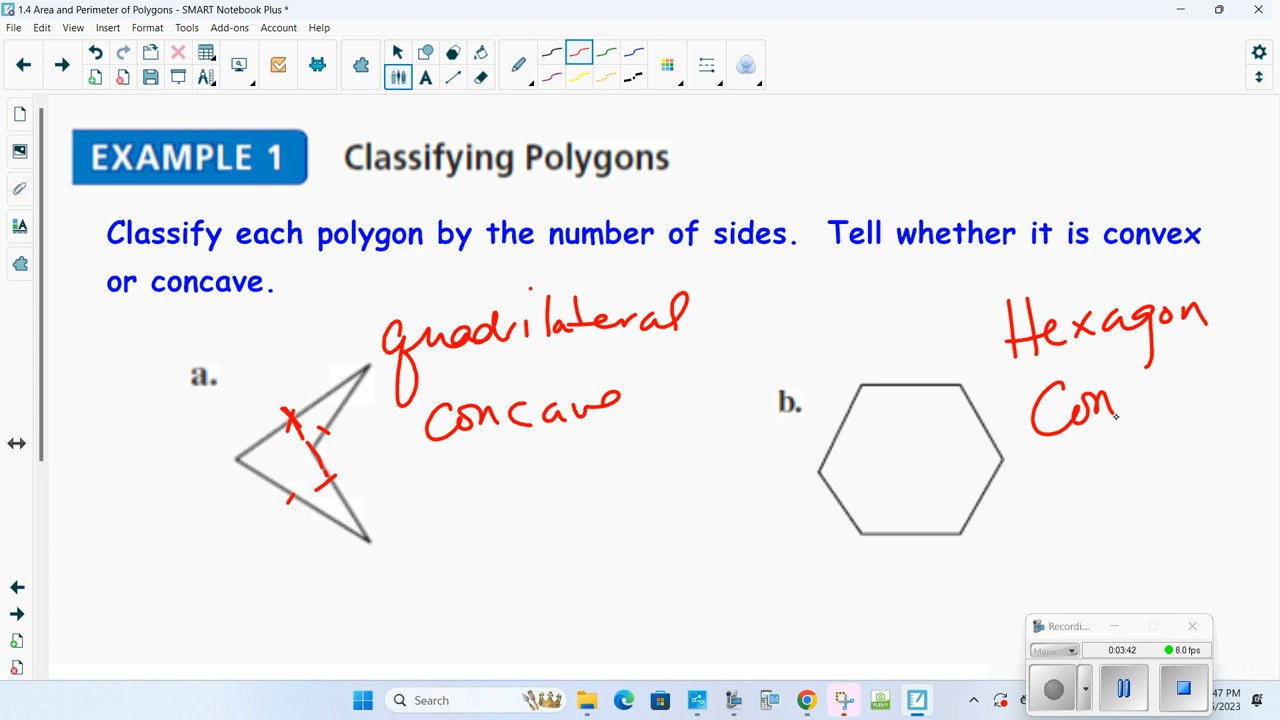 1.4 Area and Perimeter of Polygons - SMART Notebook Plus *
File Edit View Insert Format Tools Add-ons Account Help
EXAMPLE 1 Classifying Polygons
Classify each polygon by the number of sides. Tell whether it is convex
or concave.
quadrilateral
Hexagon
a.
concave
b.
Con
Recordi...
Menu
0:03:42
8.0 fps
Search